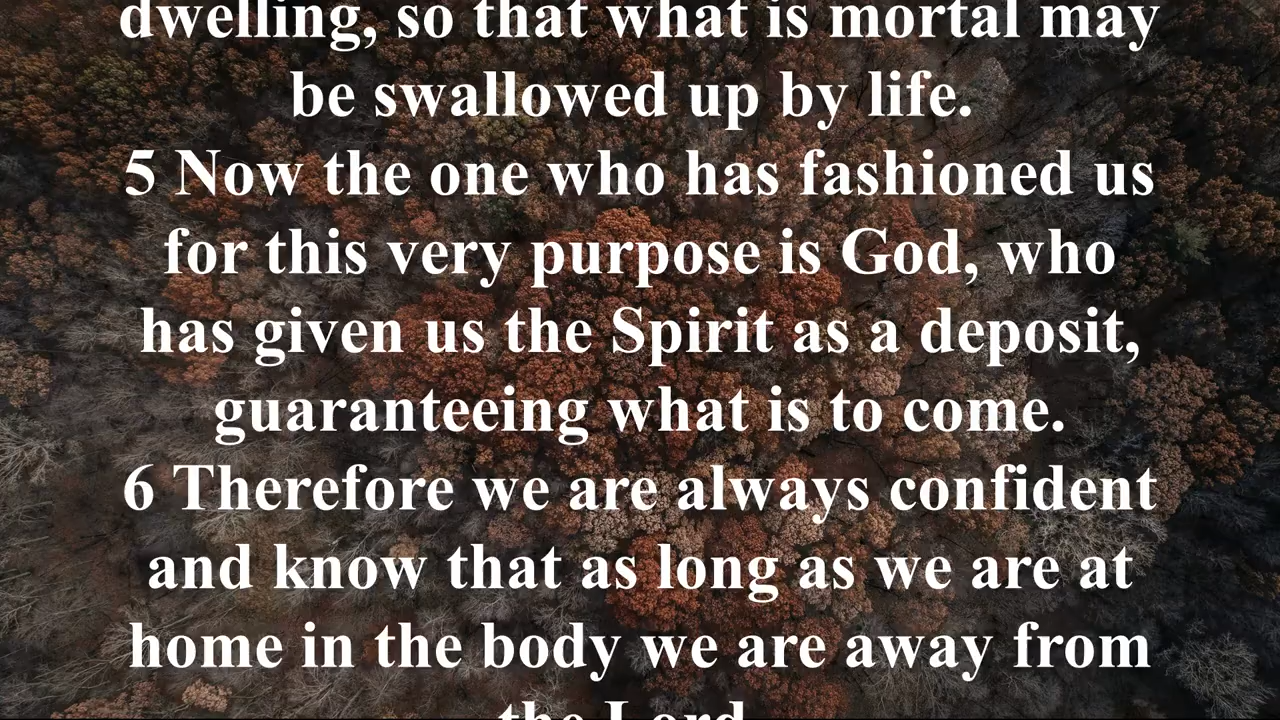 dwelling, so that what is mortal may
be swallowed up by life.
5 Now the one who has fashioned us
for this very purpose is God, who
has given us the Spirit as a deposit,
guaranteeing what is to come.
6 Therefore we are always confident
and know that as long as we are at
home in the body we are away from
the Lord